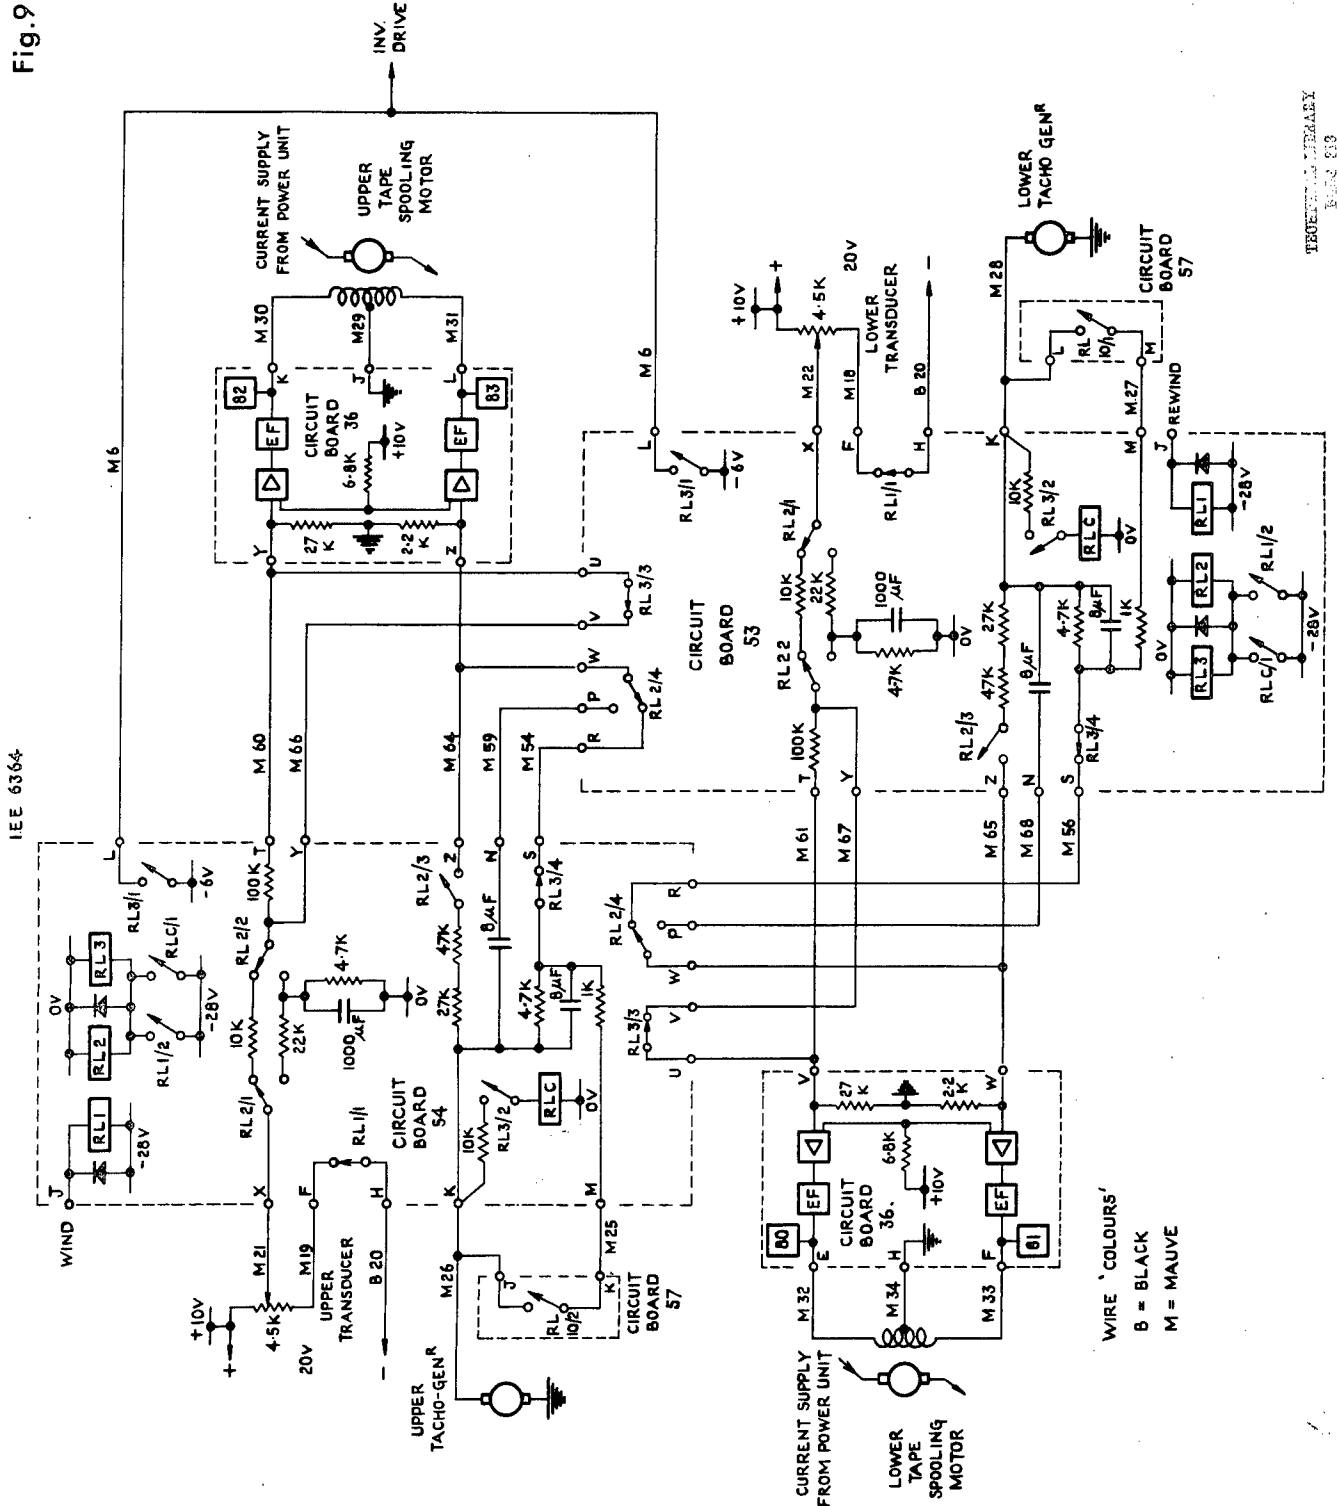 Fig.9
I.E.E 6364
M6
INV.
DRIVE
CURRENT SUPPLY
FROM POWER UNIT
UPPER
TAPE
SPOOLING
MOTOR
M30
M29
M31
82
K
J
L
83
EF
EF
CIRCUIT
BOARD 36
6·8K
+10V
27
K
2·2
K
Y
Z
M60
M66
M64
M59
M54
U
V
RL3/3
W
P
R
RL2/4
M6
L
RL3/1
-6V
CIRCUIT
BOARD
53
+10V
+
4·5K
20V
LOWER
TRANSDUCER
-
M22
M18
B20
X
F
H
RL1/1
RL2/1
10K
22K
1000
µF
4·7K
0V
RL22
100K
T
Y
M61
M67
LOWER
TACHO GENR
M28
CIRCUIT
BOARD
57
L
RL
10/1
M
M27
K
M
J
REWIND
10K
RL3/2
RLC
0V
27K
47K
RL2/3
Z
8µF
N
4·7K
8µF
1K
RL3/4
S
M65
M68
M56
RL1
-28V
RL2
RL3
0V
RL1/2
RLC/1
-28V
L
RL3/1
-6V
0V
RL3
RL2
RLC/1
RL1/2
-28V
RL1
-28V
J
WIND
T
100K
Y
RL2/2
10K
22K
4·7K
1000
µF
0V
RL2/1
X
F
H
RL1/1
CIRCUIT
BOARD
54
Z
RL2/3
47K
27K
N
8µF
S
RL3/4
4·7K
8µF
1K
K
10K
RL3/2
RLC
0V
M
+10V
+
4·5K
20V
M21
M19
UPPER
TRANSDUCER
B20
-
M26
M25
J
RL
10/2
K
CIRCUIT
BOARD
57
UPPER
TACHO-GENR
R
P
W
RL2/4
V
U
RL3/3
V
W
27
K
2·2
K
6·8K
+10V
EF
EF
CIRCUIT
BOARD
36.
80
E
H
F
81
M32
M34
M33
CURRENT SUPPLY
FROM POWER UNIT
LOWER
TAPE
SPOOLING
MOTOR
WIRE 'COLOURS'
B = BLACK
M = MAUVE